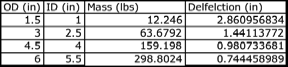 OD (in) ID (in) Mass (lbs) Delfelction (in)
1.5 1 12.246 2.860956834
3 2.5 63.6792 1.44113772
4.5 4 159.198 0.980733681
6 5.5 298.8024 0.744458989